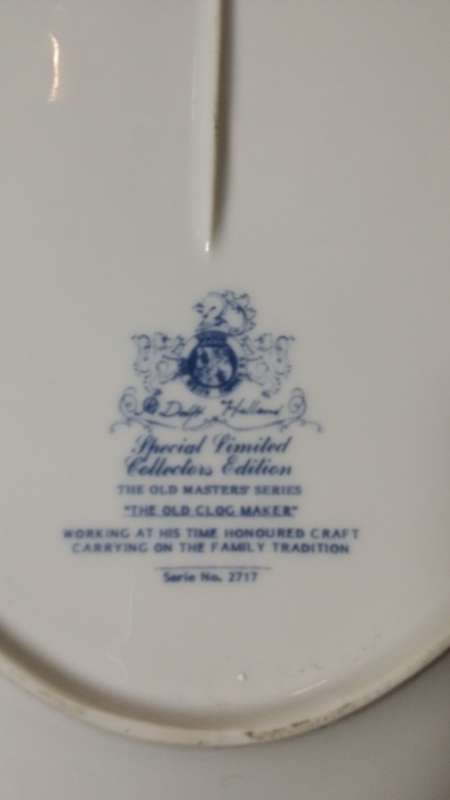 Delft Holland
Special Limited
Collectors Edition
THE OLD MASTERS' SERIES
"THE OLD CLOG MAKER"
WORKING AT HIS TIME HONOURED CRAFT
CARRYING ON THE FAMILY TRADITION
Serie No. 2717